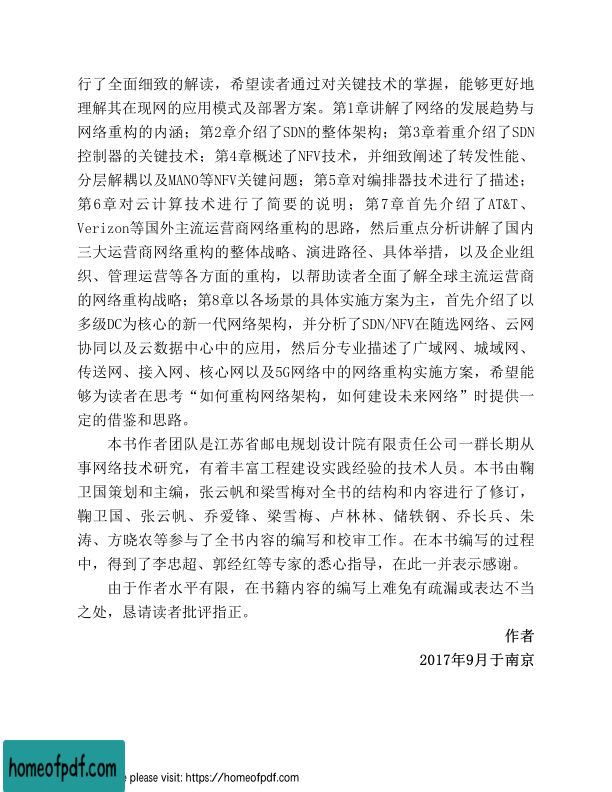 行了全面细致的解读，希望读者通过对关键技术的掌握，能够更好地
理解其在现网的应用模式及部署方案。第1章讲解了网络的发展趋势与
网络重构的内涵；第2章介绍了SDN的整体架构；第3章着重介绍了SDN
控制器的关键技术；第4章概述了NFV技术，并细致阐述了转发性能、
分层解耦以及MANO等NFV关键问题；第5章对编排器技术进行了描述；
第6章对云计算技术进行了简要的说明；第7章首先介绍了AT&T、
Verizon等国外主流运营商网络重构的思路，然后重点分析讲解了国内
三大运营商网络重构的整体战略、演进路径、具体举措，以及企业组
织、管理运营等各方面的重构，以帮助读者全面了解全球主流运营商
的网络重构战略；第8章以各场景的具体实施方案为主，首先介绍了以
多级DC为核心的新一代网络架构，并分析了SDN/NFV在随选网络、云网
协同以及云数据中心中的应用，然后分专业描述了广域网、城域网、
传送网、接入网、核心网以及5G网络中的网络重构实施方案，希望能
够为读者在思考“如何重构网络架构，如何建设未来网络”时提供一
定的借鉴和思路。
本书作者团队是江苏省邮电规划设计院有限责任公司一群长期从
事网络技术研究，有着丰富工程建设实践经验的技术人员。本书由鞠
卫国策划和主编，张云帆和梁雪梅对全书的结构和内容进行了修订，
鞠卫国、张云帆、乔爱锋、梁雪梅、卢林林、储轶钢、乔长兵、朱
涛、方晓农等参与了全书内容的编写和校审工作。在本书编写的过程
中，得到了李忠超、郭经红等专家的悉心指导，在此一并表示感谢。
由于作者水平有限，在书籍内容的编写上难免有疏漏或表达不当
之处，恳请读者批评指正。
作者
2017年9月于南京
homeofpdf.com
please visit: https://homeofpdf.com